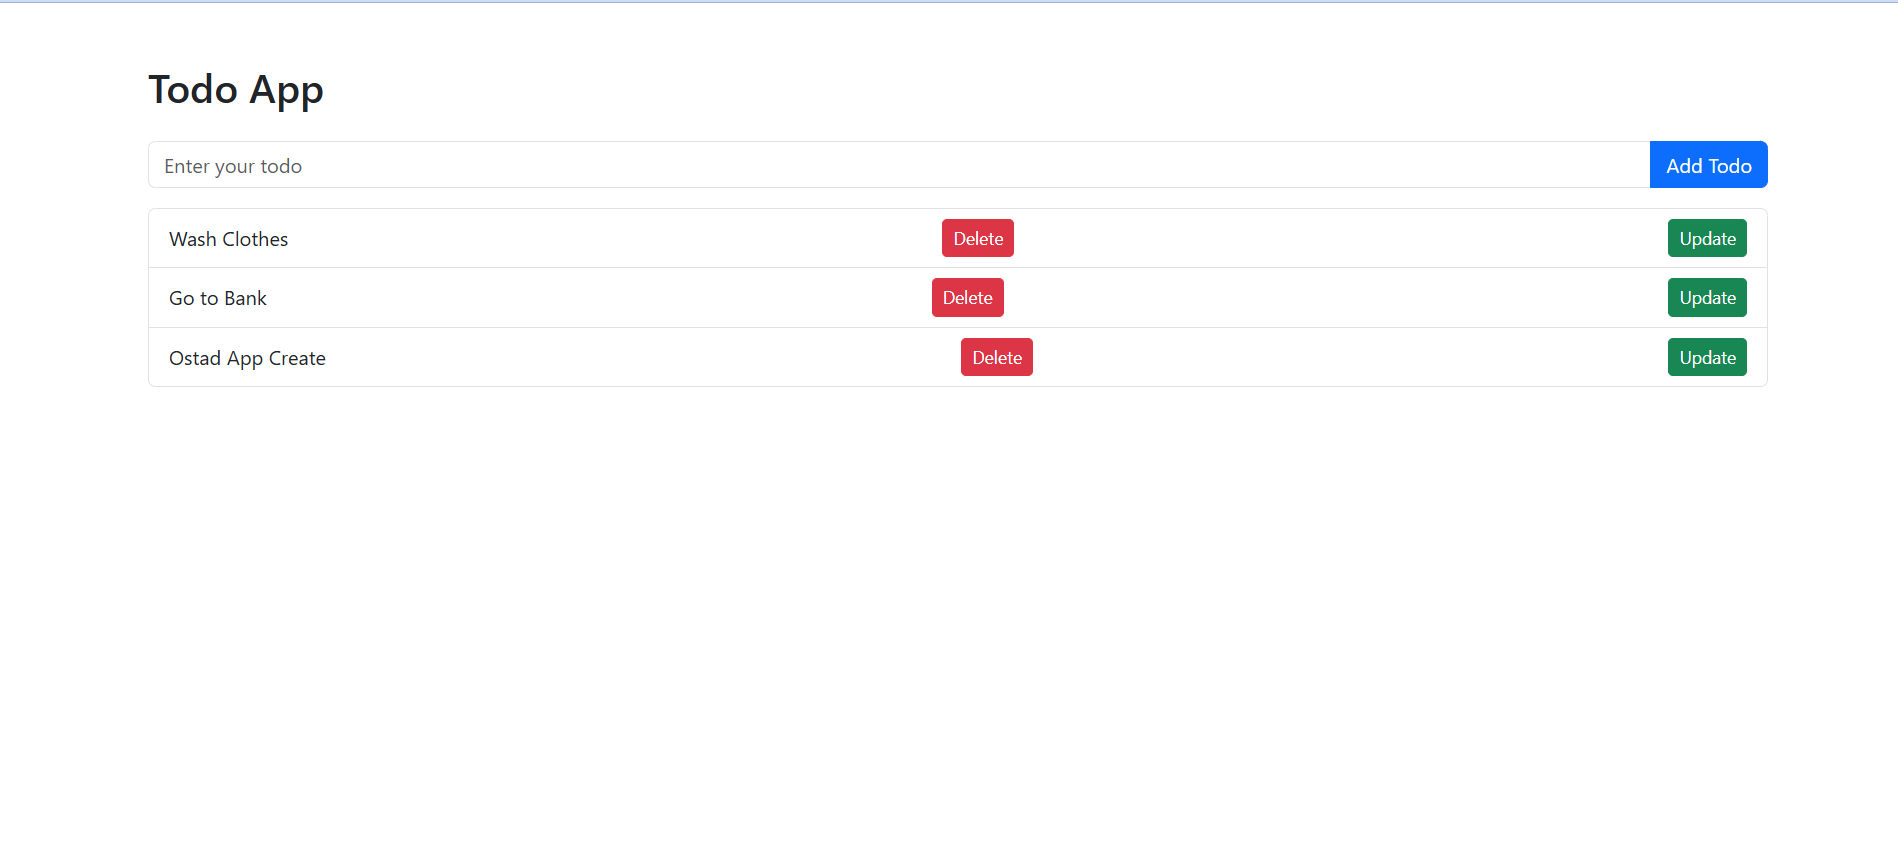 Todo App
Enter your todo Add Todo
Wash Clothes Delete Update
Go to Bank Delete Update
Ostad App Create Delete Update